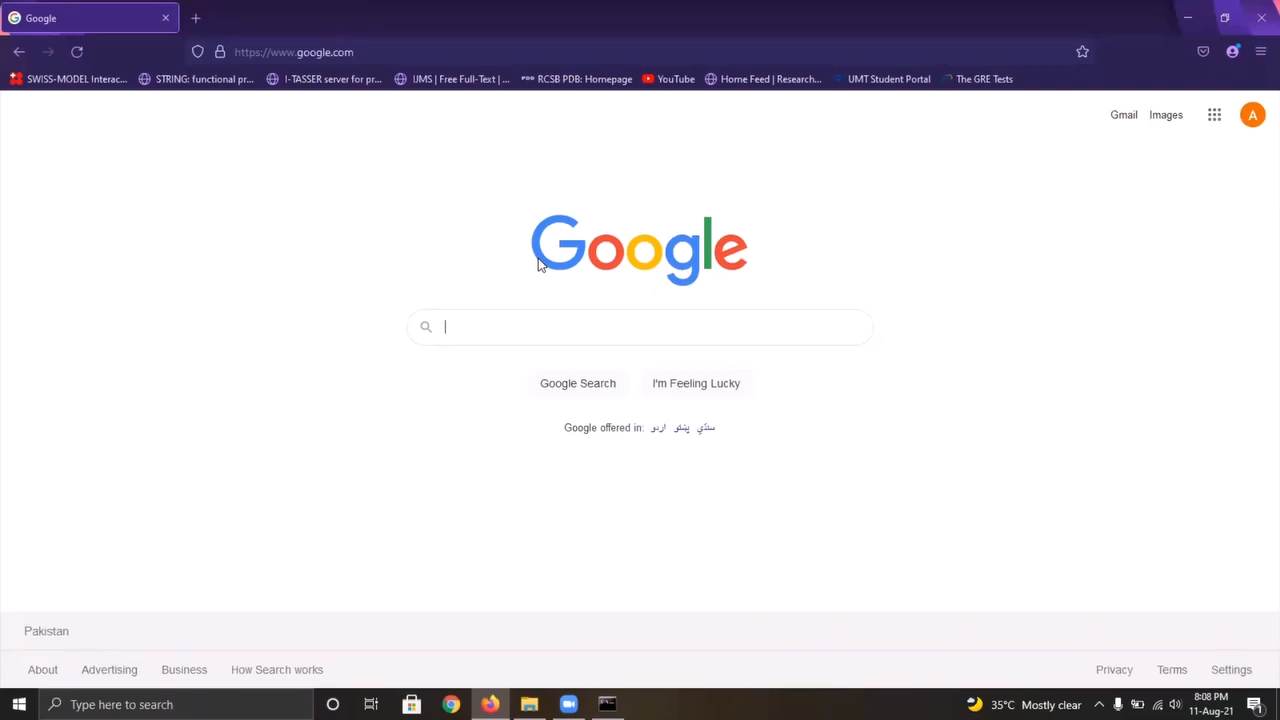 Google
https://www.google.com
SWISS-MODEL Interac...
STRING: functional pr...
I-TASSER server for pr...
IJMS | Free Full-Text | ...
RCSB PDB: Homepage
YouTube
Home Feed | Research...
UMT Student Portal
The GRE Tests
Gmail
Images
A
Google
Google Search
I'm Feeling Lucky
Google offered in: اردو پښتو سنڌي
Pakistan
About
Advertising
Business
How Search works
Privacy
Terms
Settings
Type here to search
35°C Mostly clear
8:08 PM
11-Aug-21
1